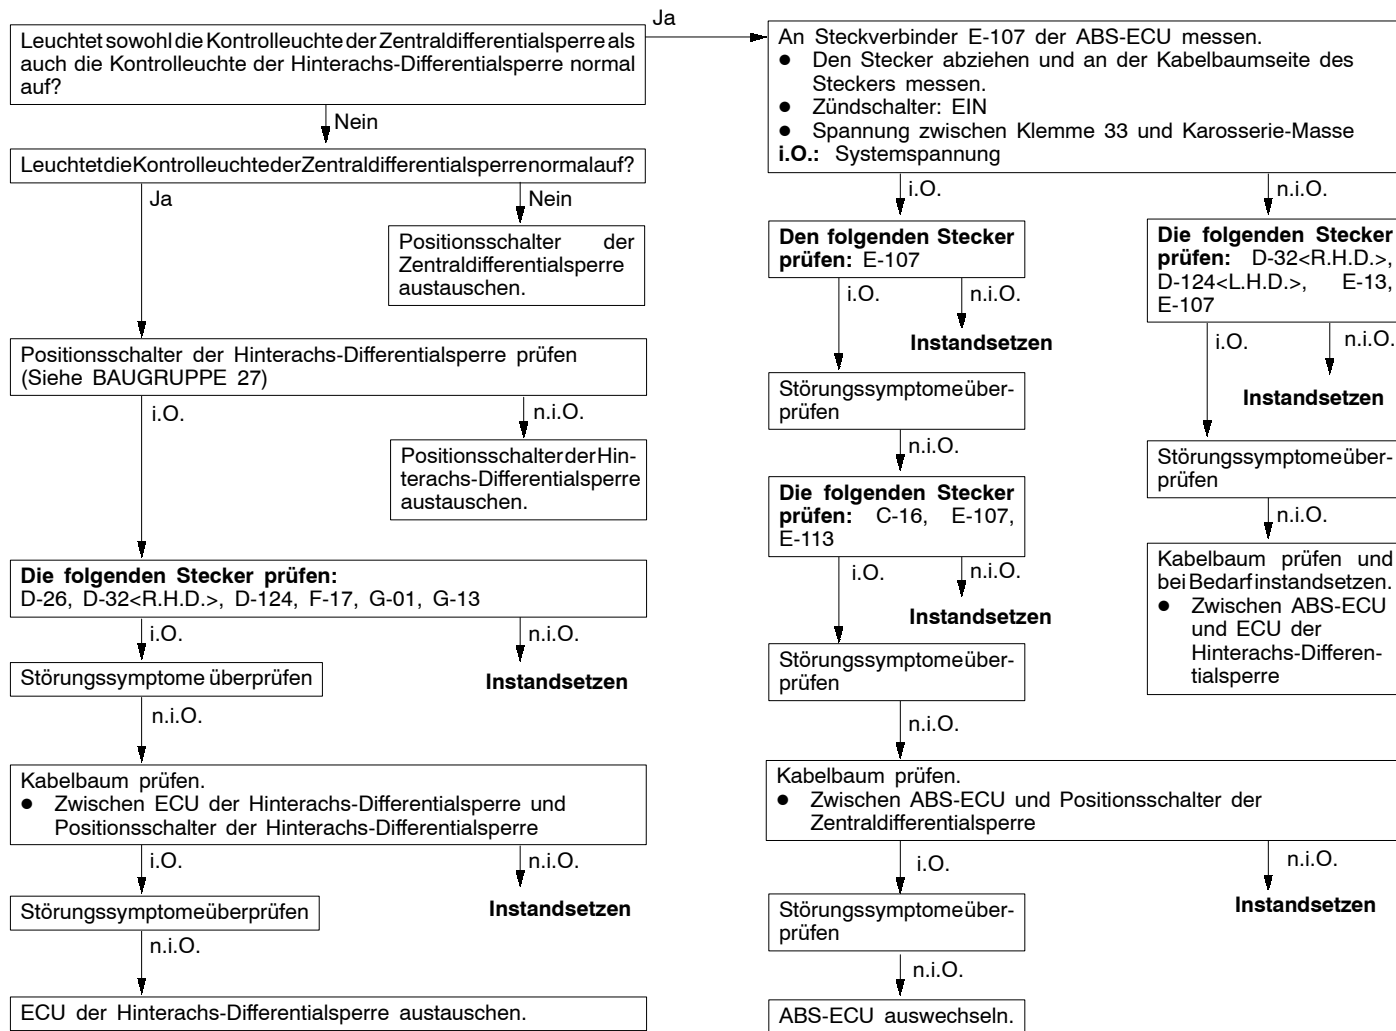 Leuchtet sowohl die Kontrolleuchte der Zentraldifferentialsperre als
auch die Kontrolleuchte der Hinterachs-Differentialsperre normal
auf?
Ja
Nein
Leuchtet die Kontrolleuchte der Zentraldifferentialsperre normal auf?
Ja
Nein
Positionsschalter der
Zentraldifferentialsperre
austauschen.
Positionsschalter der Hinterachs-Differentialsperre prüfen
(Siehe BAUGRUPPE 27)
i.O.
n.i.O.
Positionsschalter der Hin-
terachs-Differentialsperre
austauschen.
Die folgenden Stecker prüfen:
D-26, D-32<R.H.D.>, D-124, F-17, G-01, G-13
i.O.
n.i.O.
Störungssymptome überprüfen
Instandsetzen
n.i.O.
Kabelbaum prüfen.
● Zwischen ECU der Hinterachs-Differentialsperre und
Positionsschalter der Hinterachs-Differentialsperre
i.O.
n.i.O.
Störungssymptome überprüfen
Instandsetzen
n.i.O.
ECU der Hinterachs-Differentialsperre austauschen.
An Steckverbinder E-107 der ABS-ECU messen.
● Den Stecker abziehen und an der Kabelbaumseite des
Steckers messen.
● Zündschalter: EIN
● Spannung zwischen Klemme 33 und Karosserie-Masse
i.O.: Systemspannung
i.O.
n.i.O.
Den folgenden Stecker
prüfen: E-107
i.O.
n.i.O.
Instandsetzen
Störungssymptome über-
prüfen
n.i.O.
Die folgenden Stecker
prüfen: C-16, E-107,
E-113
i.O.
n.i.O.
Instandsetzen
Störungssymptome über-
prüfen
n.i.O.
Die folgenden Stecker
prüfen: D-32<R.H.D.>,
D-124<L.H.D.>, E-13,
E-107
i.O.
n.i.O.
Instandsetzen
Störungssymptome über-
prüfen
n.i.O.
Kabelbaum prüfen und
bei Bedarf instandsetzen.
● Zwischen ABS-ECU
und ECU der
Hinterachs-Differen-
tialsperre
Kabelbaum prüfen.
● Zwischen ABS-ECU und Positionsschalter der
Zentraldifferentialsperre
i.O.
n.i.O.
Störungssymptome über-
prüfen
Instandsetzen
n.i.O.
ABS-ECU auswechseln.